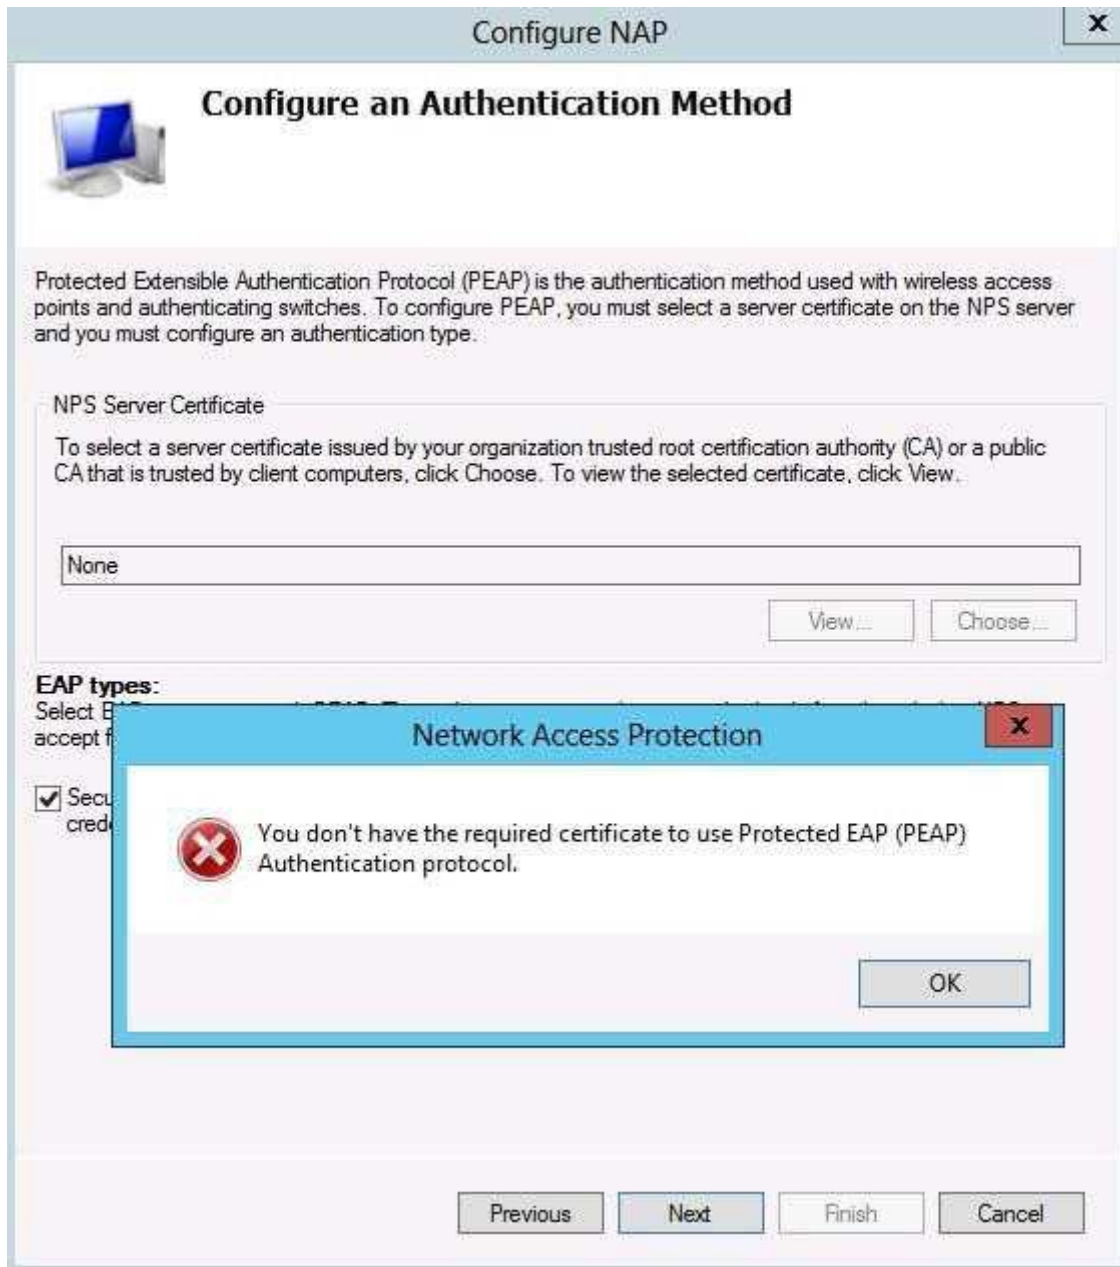 Configure NAP
x
Configure an Authentication Method
Protected Extensible Authentication Protocol (PEAP) is the authentication method used with wireless access
points and authenticating switches. To configure PEAP, you must select a server certificate on the NPS server
and you must configure an authentication type.
NPS Server Certificate
To select a server certificate issued by your organization trusted root certification authority (CA) or a public
CA that is trusted by client computers, click Choose. To view the selected certificate, click View.
None
View...
Choose...
EAP types:
Select
accept
Network Access Protection
x
You don't have the required certificate to use Protected EAP (PEAP)
Authentication protocol.
OK
Previous
Next
Finish
Cancel